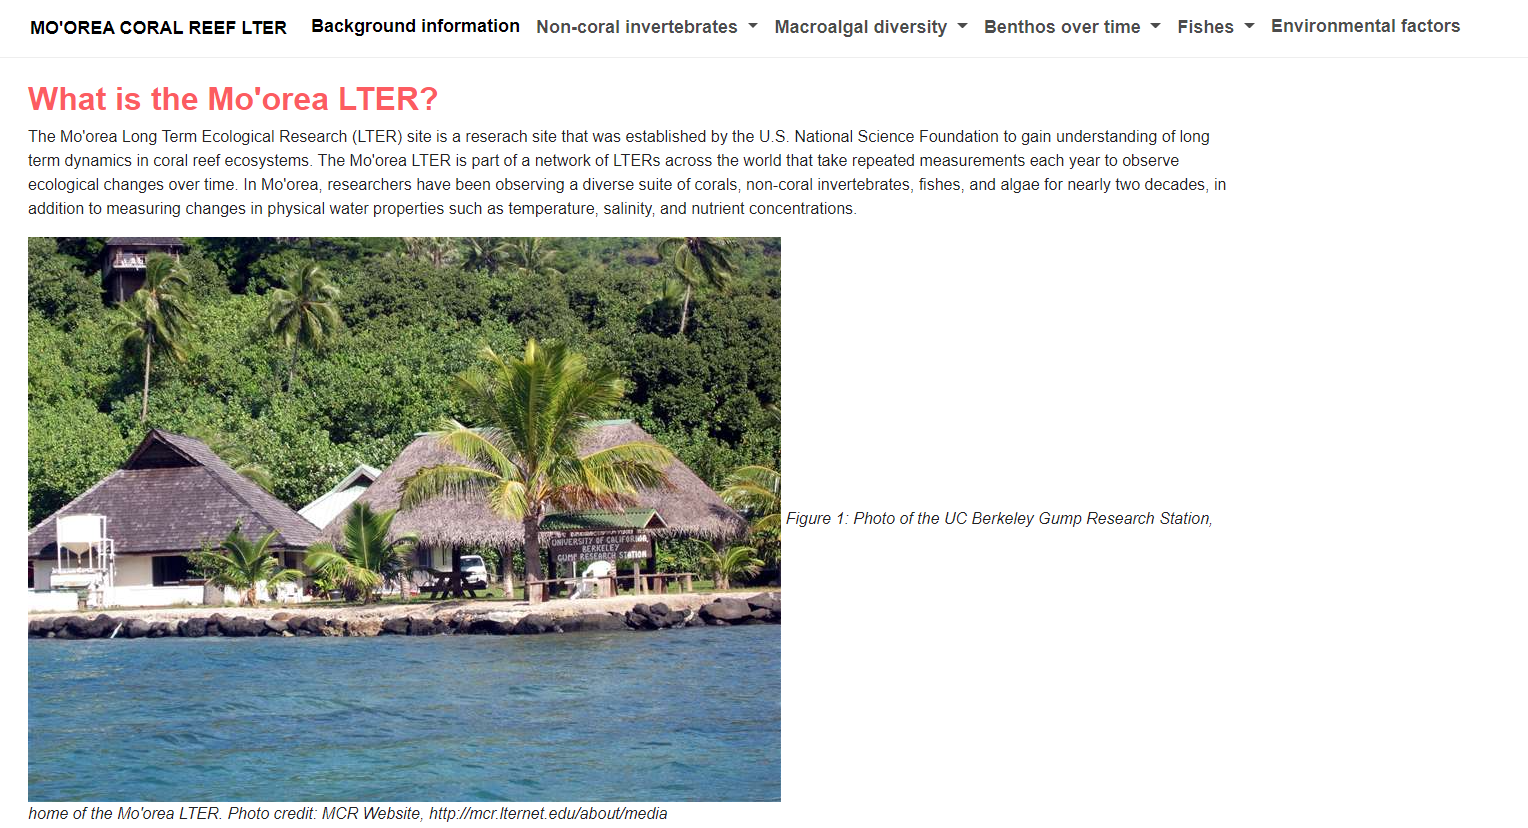 MO'OREA CORAL REEF LTER Background information Non-coral invertebrates Macroalgal diversity Benthos over time Fishes Environmental factors
What is the Mo'orea LTER?
The Mo'orea Long Term Ecological Research (LTER) site is a reserach site that was established by the U.S. National Science Foundation to gain understanding of long
term dynamics in coral reef ecosystems. The Mo'orea LTER is part of a network of LTERs across the world that take repeated measurements each year to observe
ecological changes over time. In Mo'orea, researchers have been observing a diverse suite of corals, non-coral invertebrates, fishes, and algae for nearly two decades, in
addition to measuring changes in physical water properties such as temperature, salinity, and nutrient concentrations.
UNIVERSITY OF CALIFORNIA,
BERKELEY
GUMP RESEARCH STATION
Figure 1: Photo of the UC Berkeley Gump Research Station,
home of the Mo'orea LTER. Photo credit: MCR Website, http://mcr.lternet.edu/about/media